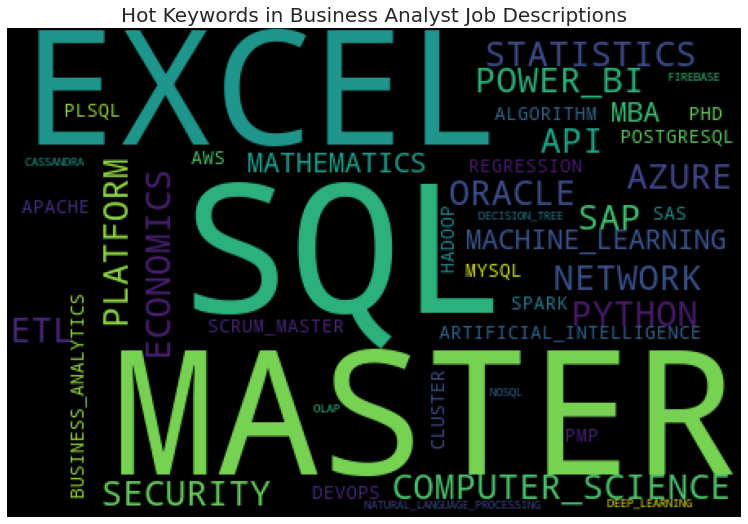 Hot Keywords in Business Analyst Job Descriptions
EXCEL
STATISTICS
POWER_BI
FIREBASE
PLSQL
ALGORITHM
MBA
PHD
API
POSTGRESQL
CASSANDRA
AWS
MATHEMATICS
REGRESSION
AZURE
APACHE
PLATFORM
ECONOMICS
SQL
ORACLE
HADOOP
DECISION_TREE
SAP
SAS
MACHINE_LEARNING
MYSQL
NETWORK
SPARK
PYTHON
ETL
SCRUM_MASTER
ARTIFICIAL_INTELLIGENCE
BUSINESS_ANALYTICS
MASTER
OLAP
CLUSTER
NOSQL
PMP
SECURITY
DEVOPS
COMPUTER_SCIENCE
NATURAL_LANGUAGE_PROCESSING
DEEP_LEARNING